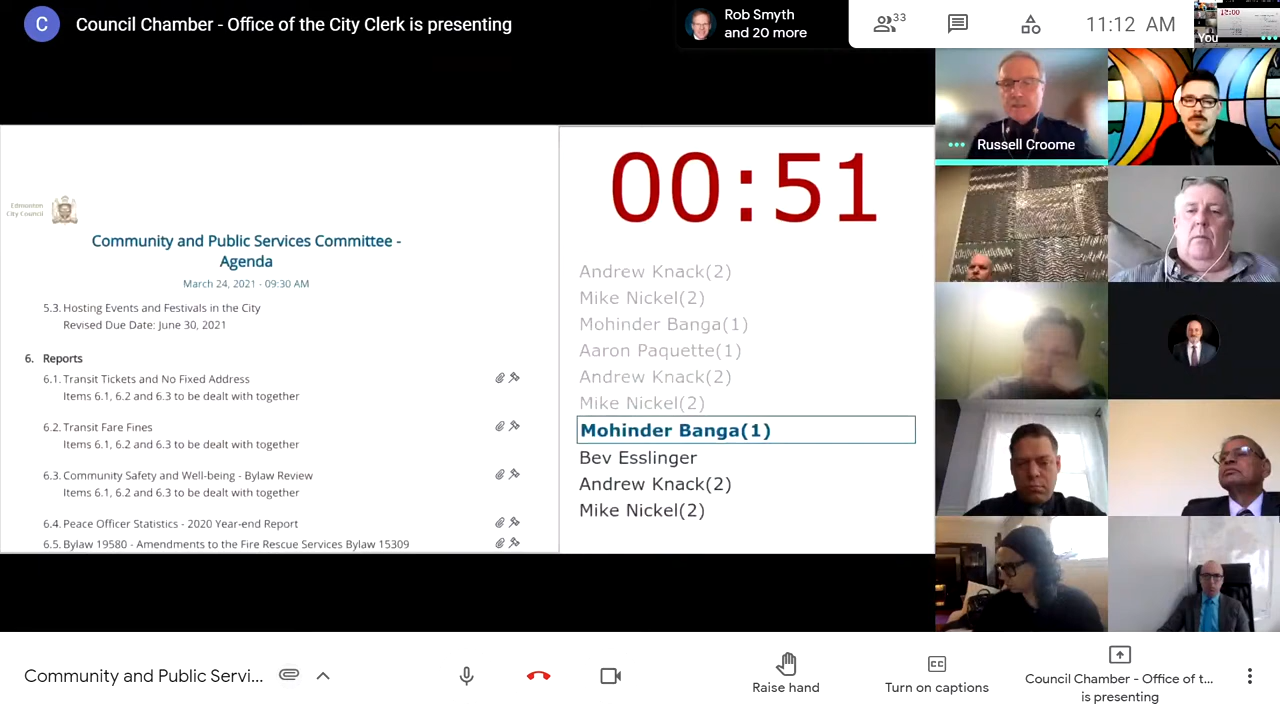 C
Council Chamber - Office of the City Clerk is presenting
Rob Smyth
and 20 more
33
11:12 AM
12:00
You
Russell Croome
Edmonton
City Council
Community and Public Services Committee -
Agenda
March 24, 2021 - 09:30 AM
5.3. Hosting Events and Festivals in the City
Revised Due Date: June 30, 2021
6. Reports
6.1. Transit Tickets and No Fixed Address
Items 6.1, 6.2 and 6.3 to be dealt with together
6.2. Transit Fare Fines
Items 6.1, 6.2 and 6.3 to be dealt with together
6.3. Community Safety and Well-being - Bylaw Review
Items 6.1, 6.2 and 6.3 to be dealt with together
6.4. Peace Officer Statistics - 2020 Year-end Report
6.5. Bylaw 19580 - Amendments to the Fire Rescue Services Bylaw 15309
00:51
Andrew Knack(2)
Mike Nickel(2)
Mohinder Banga(1)
Aaron Paquette(1)
Andrew Knack(2)
Mike Nickel(2)
Mohinder Banga(1)
Bev Esslinger
Andrew Knack(2)
Mike Nickel(2)
Community and Public Servi...
Raise hand
CC
Turn on captions
Council Chamber - Office of t...
is presenting